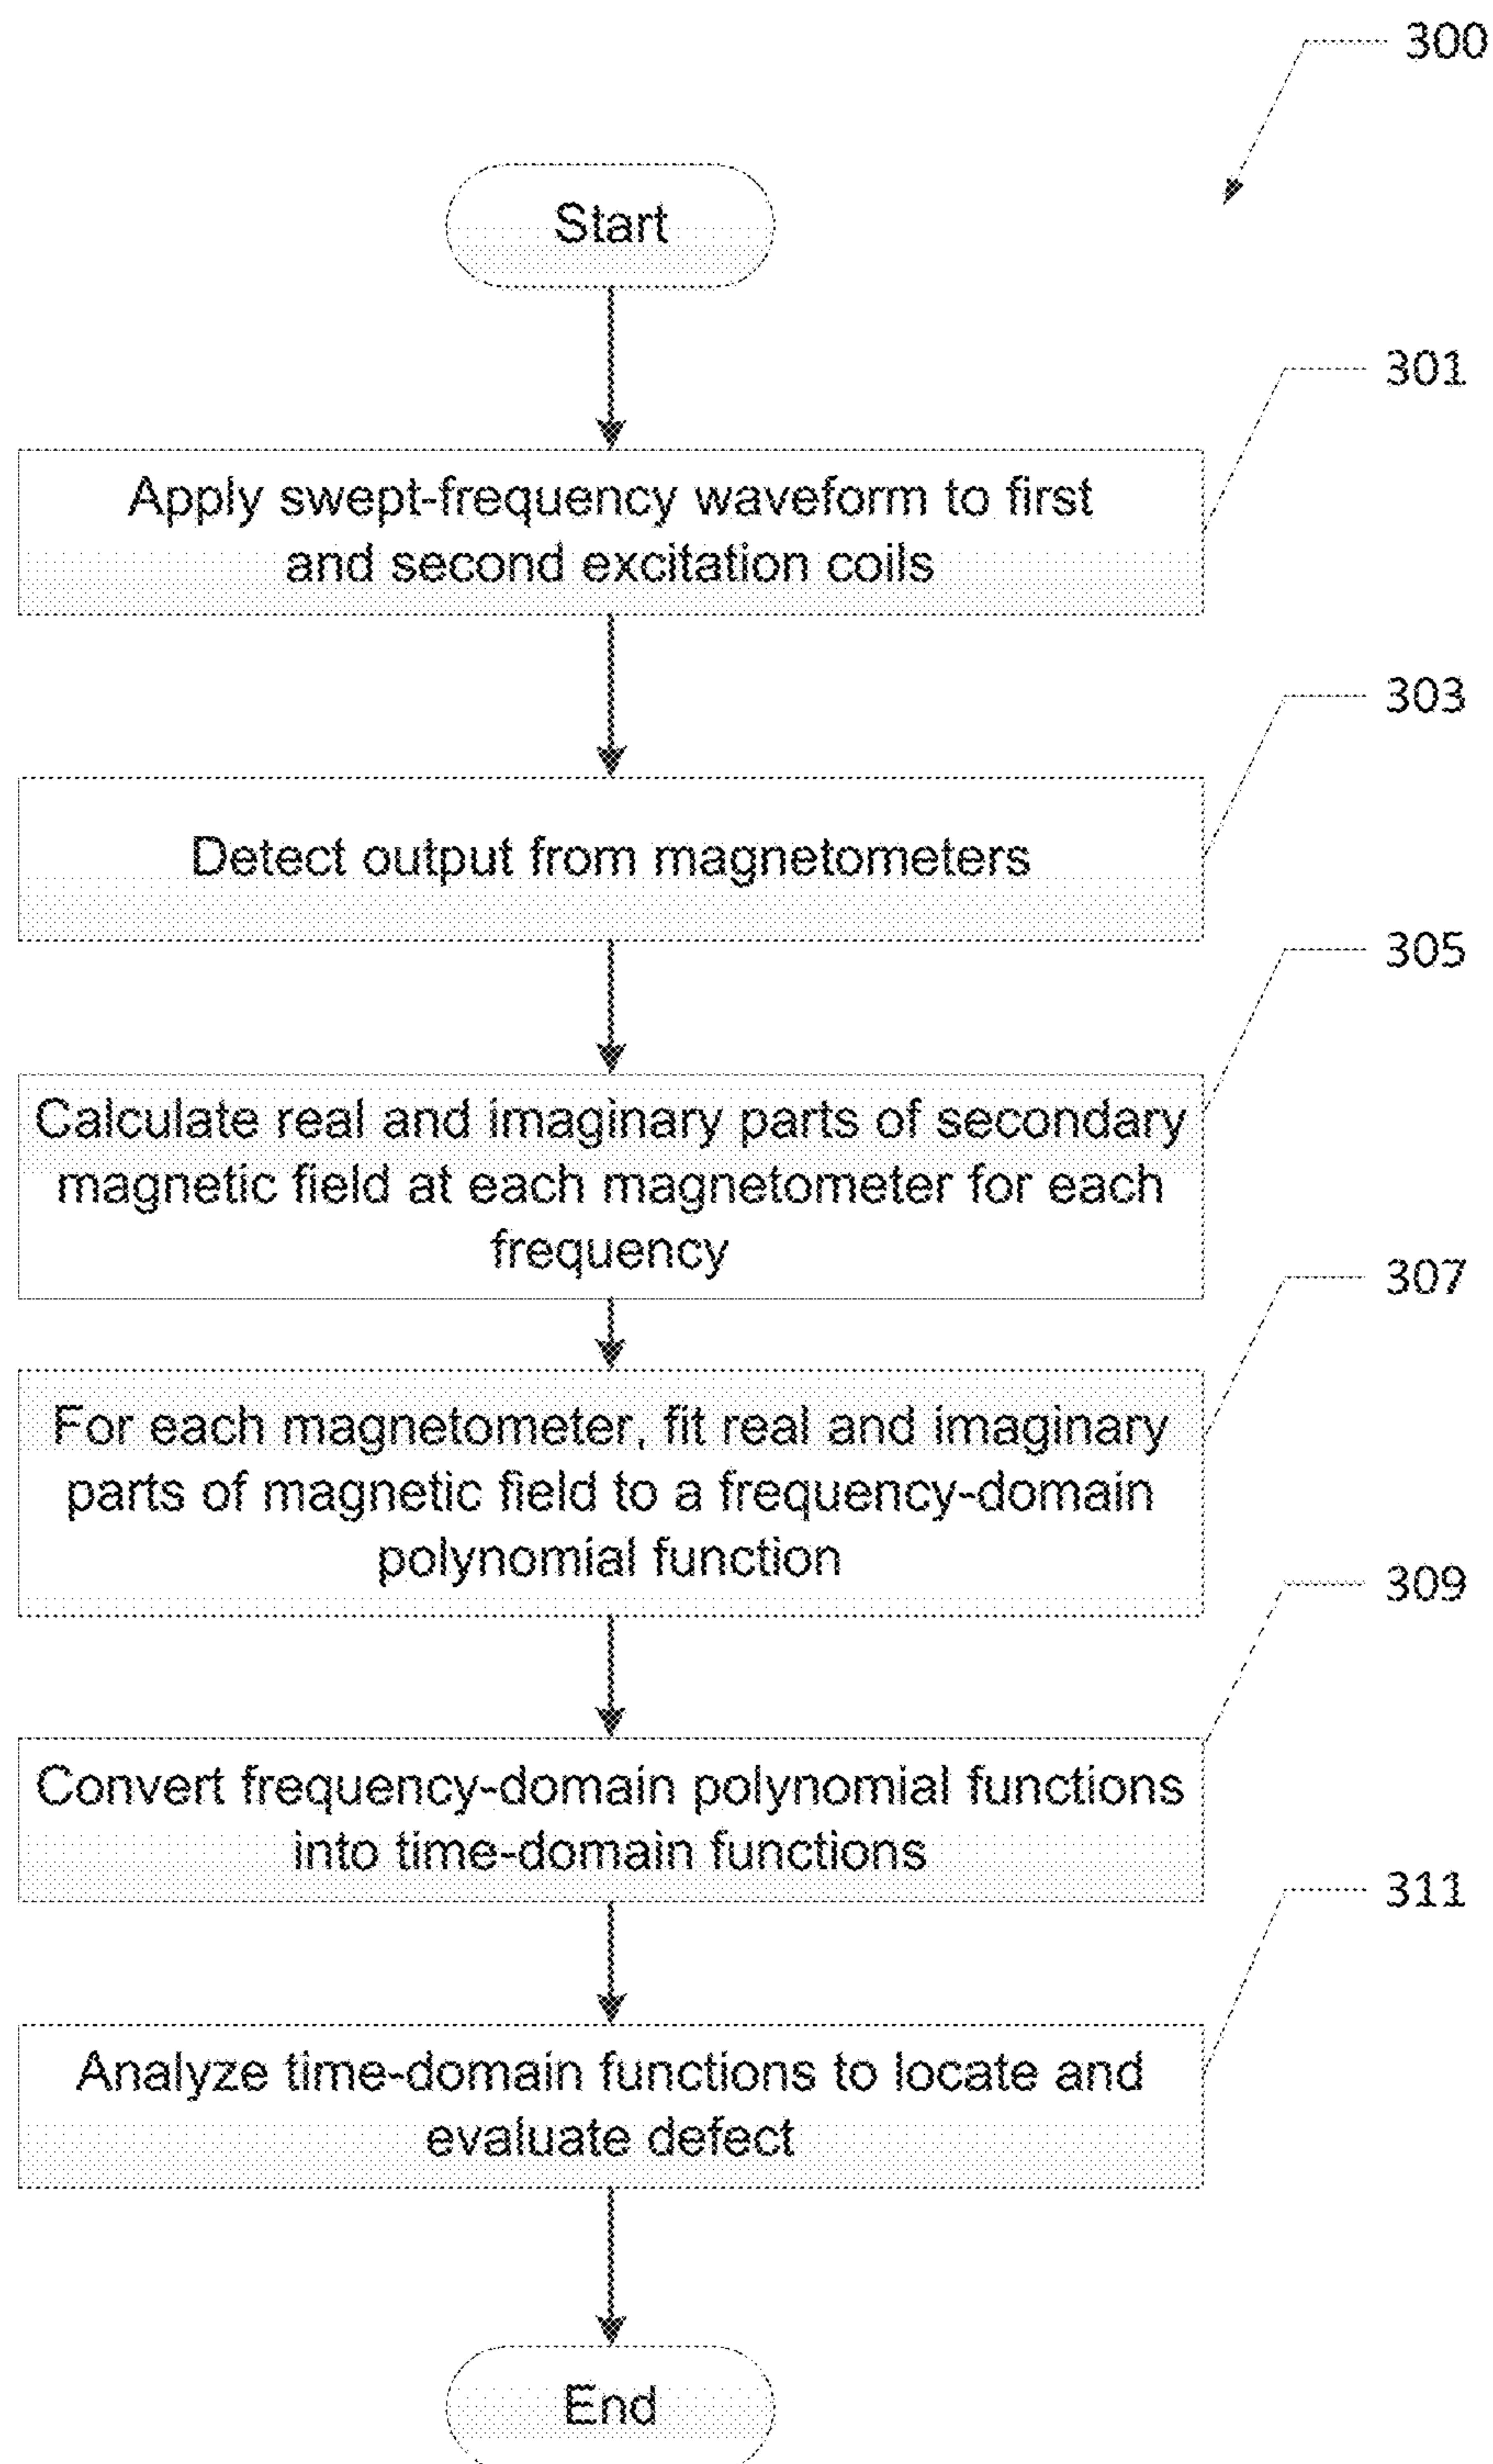 300
Start
301
Apply swept-frequency waveform to first
and second excitation coils
303
Detect output from magnetometers
305
Calculate real and imaginary parts of secondary
magnetic field at each magnetometer for each
frequency
307
For each magnetometer, fit real and imaginary
parts of magnetic field to a frequency-domain
polynomial function
309
Convert frequency-domain polynomial functions
into time-domain functions
311
Analyze time-domain functions to locate and
evaluate defect
End